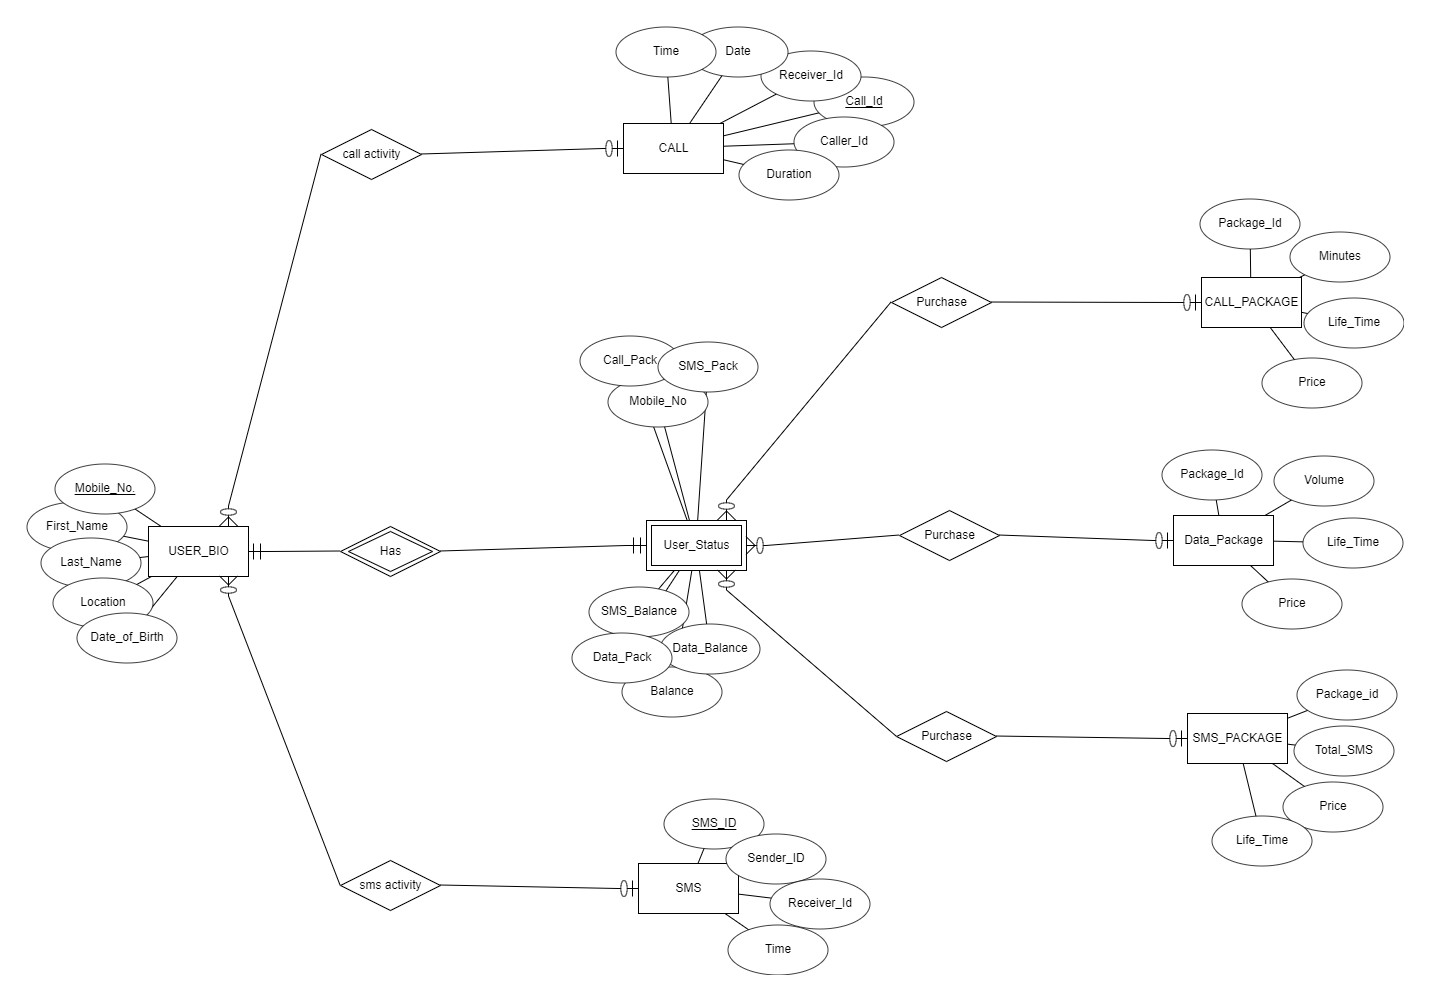 Time
Date
Receiver_Id
Call_Id
Caller_Id
Duration
CALL
call activity
Package_Id
Minutes
CALL_PACKAGE
Life_Time
Price
Purchase
Call_Pack
SMS_Pack
Mobile_No
Mobile_No.
First_Name
Last_Name
Location
Date_of_Birth
USER_BIO
Has
User_Status
Purchase
Package_Id
Volume
Data_Package
Life_Time
Price
SMS_Balance
Data_Balance
Data_Pack
Balance
Purchase
Package_id
SMS_PACKAGE
Total_SMS
Price
Life_Time
SMS_ID
Sender_ID
sms activity
SMS
Receiver_Id
Time